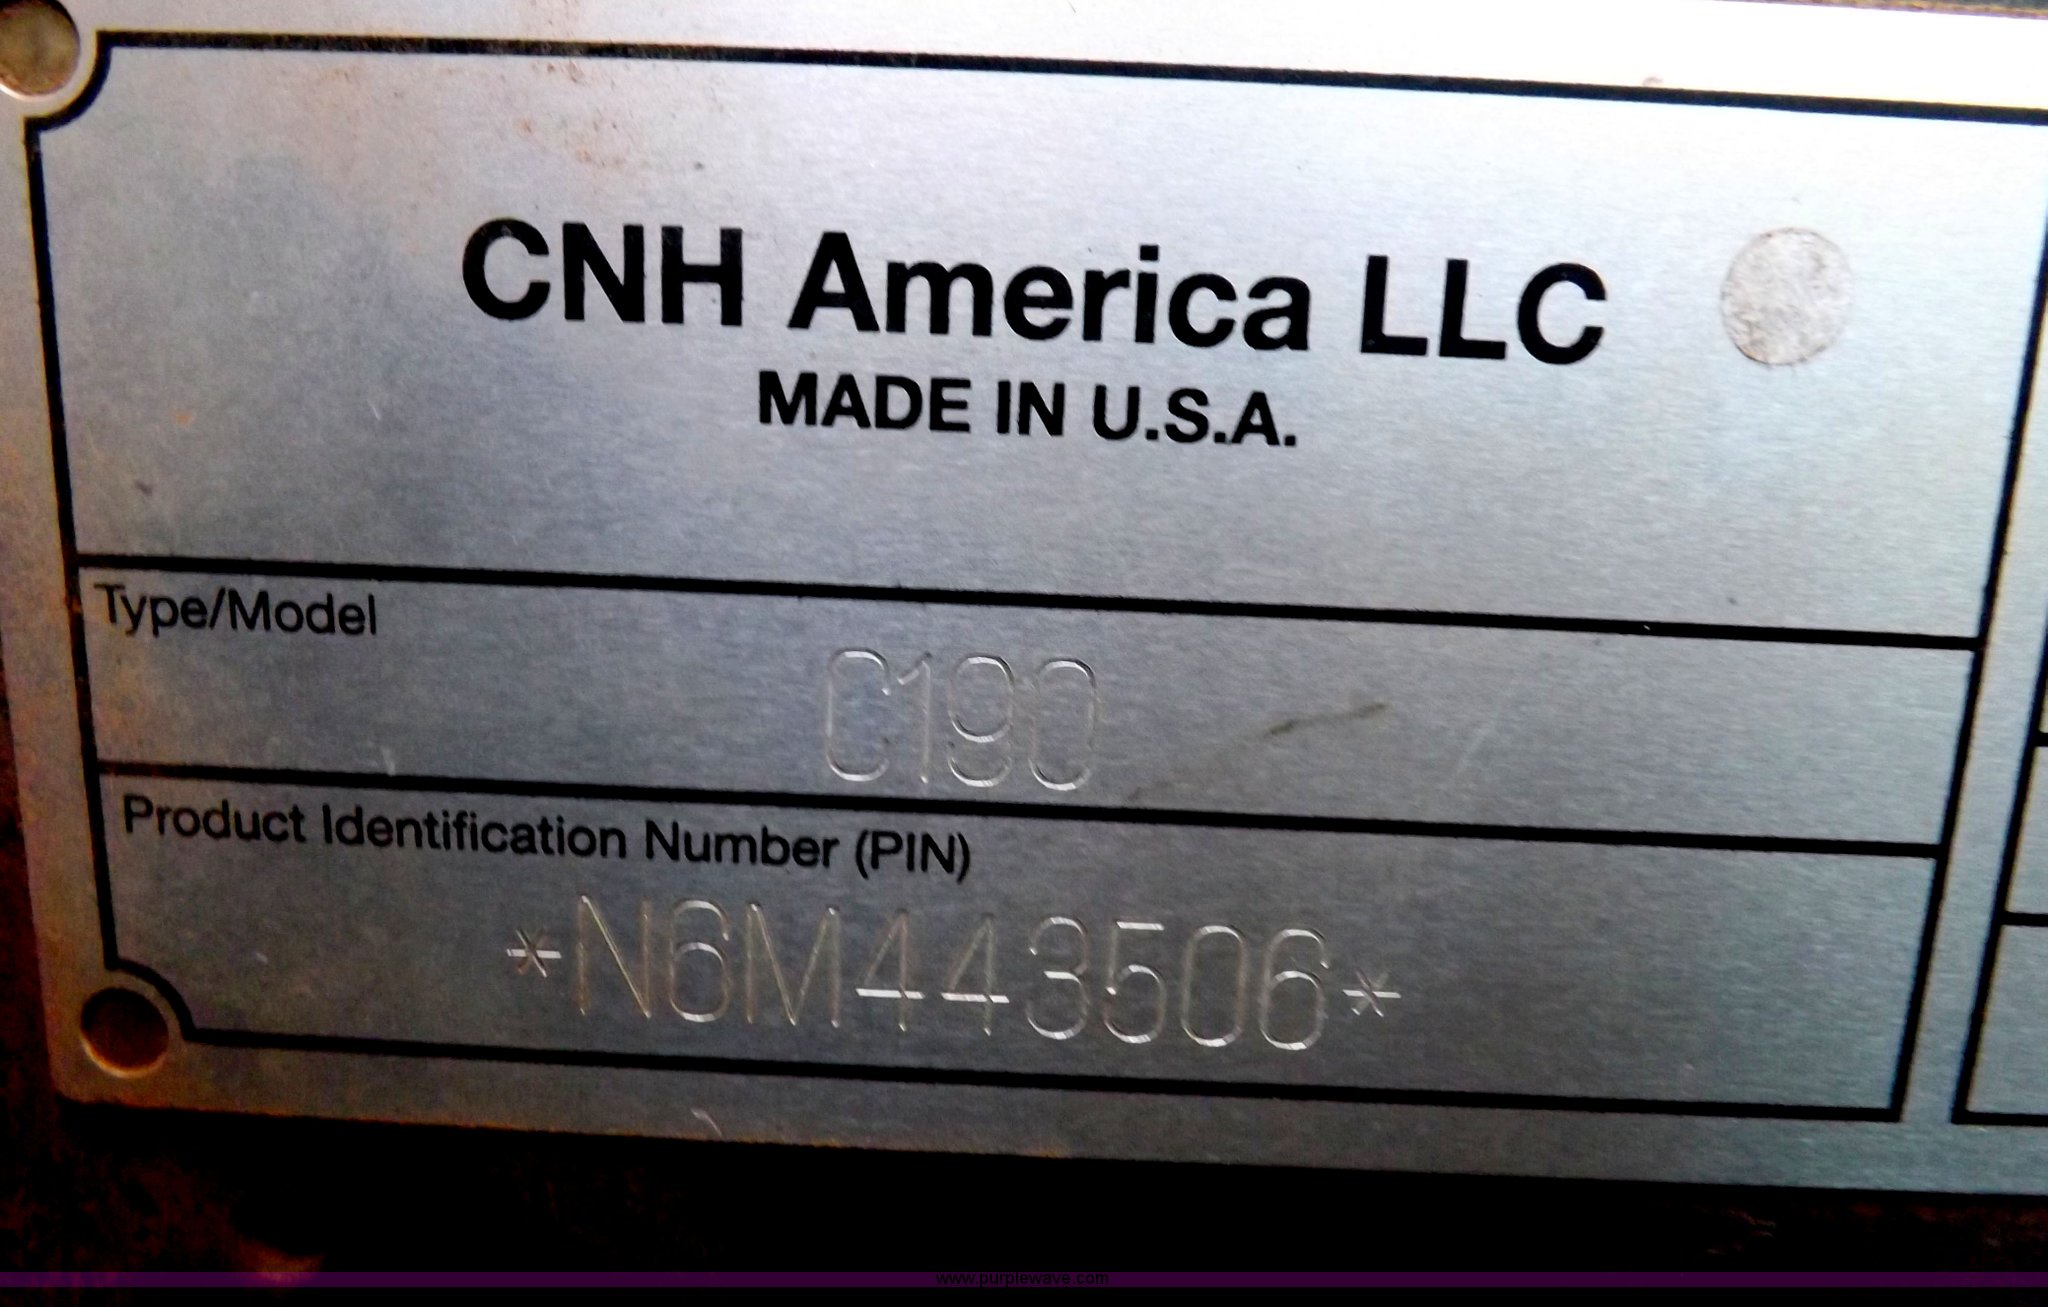 CNH America LLC
MADE IN U.S.A.
Type/Model
C190
Product Identification Number (PIN)
*N6M443506*
www.purplewave.com